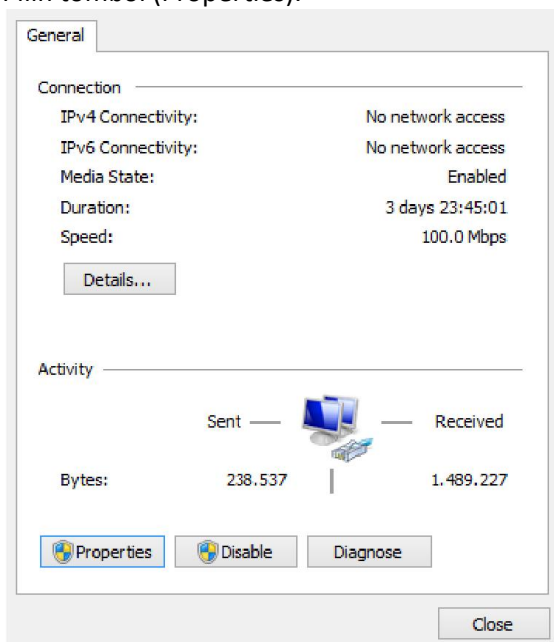 tombol (Properties).
General
Connection
IPv4 Connectivity: No network access
IPv6 Connectivity: No network access
Media State: Enabled
Duration: 3 days 23:45:01
Speed: 100.0 Mbps
Details...
Activity
Sent Received
Bytes: 238.537 1.489.227
Properties Disable Diagnose
Close